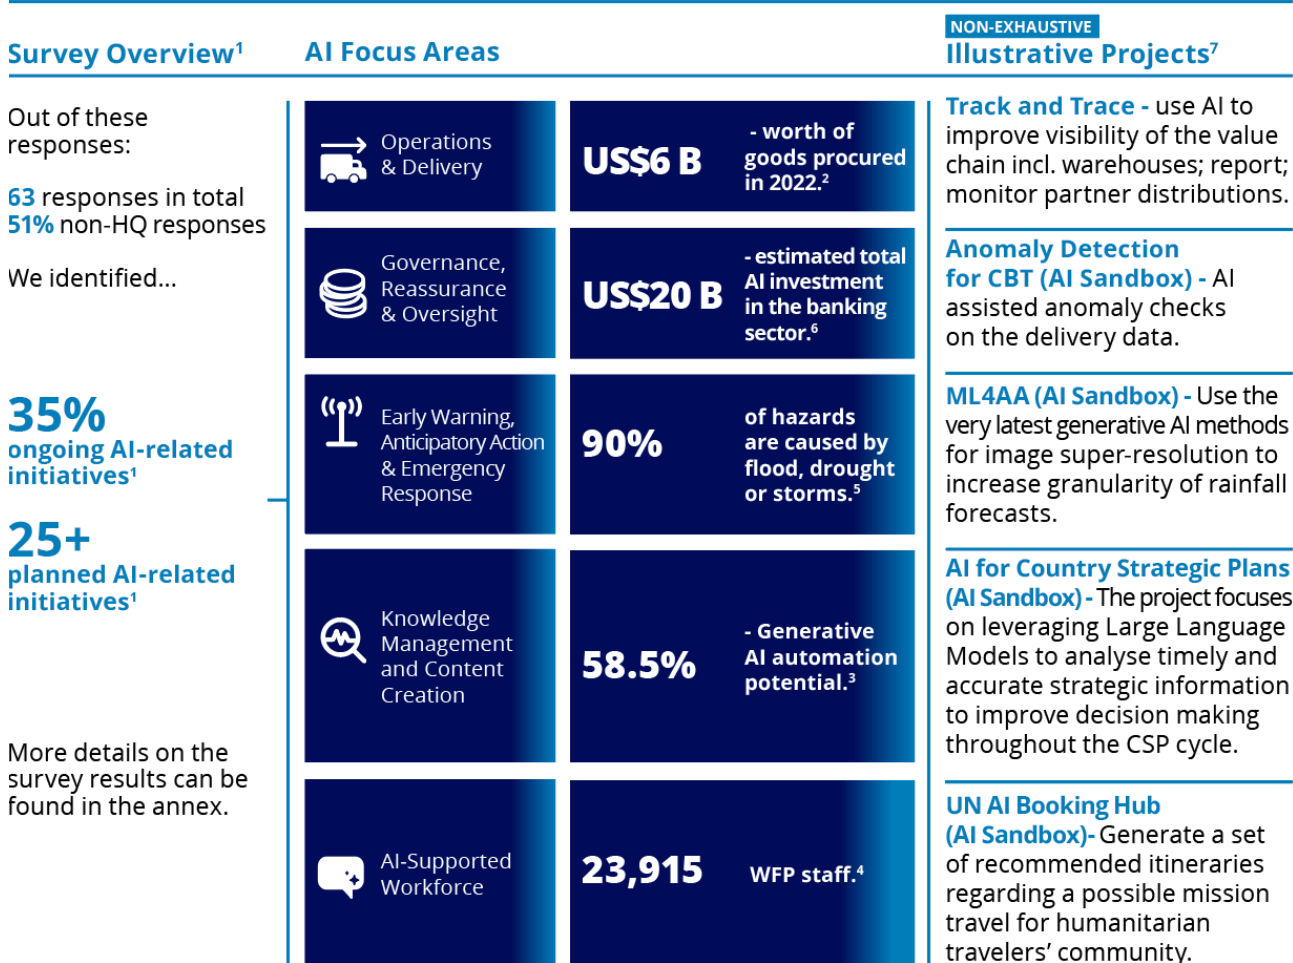 Survey Overview¹
AI Focus Areas
NON-EXHAUSTIVE
Illustrative Projects⁷
Out of these
responses:
63 responses in total
51% non-HQ responses
We identified...
35%
ongoing AI-related
initiatives¹
25+
planned AI-related
initiatives¹
More details on the
survey results can be
found in the annex.
Operations
& Delivery
US$6 B
- worth of
goods procured
in 2022.²
Track and Trace - use AI to
improve visibility of the value
chain incl. warehouses; report;
monitor partner distributions.
Governance,
Reassurance
& Oversight
US$20 B
- estimated total
AI investment
in the banking
sector.⁶
Anomaly Detection
for CBT (AI Sandbox) - AI
assisted anomaly checks
on the delivery data.
Early Warning,
Anticipatory Action
& Emergency
Response
90%
of hazards
are caused by
flood, drought
or storms.⁵
ML4AA (AI Sandbox) - Use the
very latest generative AI methods
for image super-resolution to
increase granularity of rainfall
forecasts.
Knowledge
Management
and Content
Creation
58.5%
- Generative
AI automation
potential.³
AI for Country Strategic Plans
(AI Sandbox) - The project focuses
on leveraging Large Language
Models to analyse timely and
accurate strategic information
to improve decision making
throughout the CSP cycle.
AI-Supported
Workforce
23,915
WFP staff.⁴
UN AI Booking Hub
(AI Sandbox)- Generate a set
of recommended itineraries
regarding a possible mission
travel for humanitarian
travelers’ community.